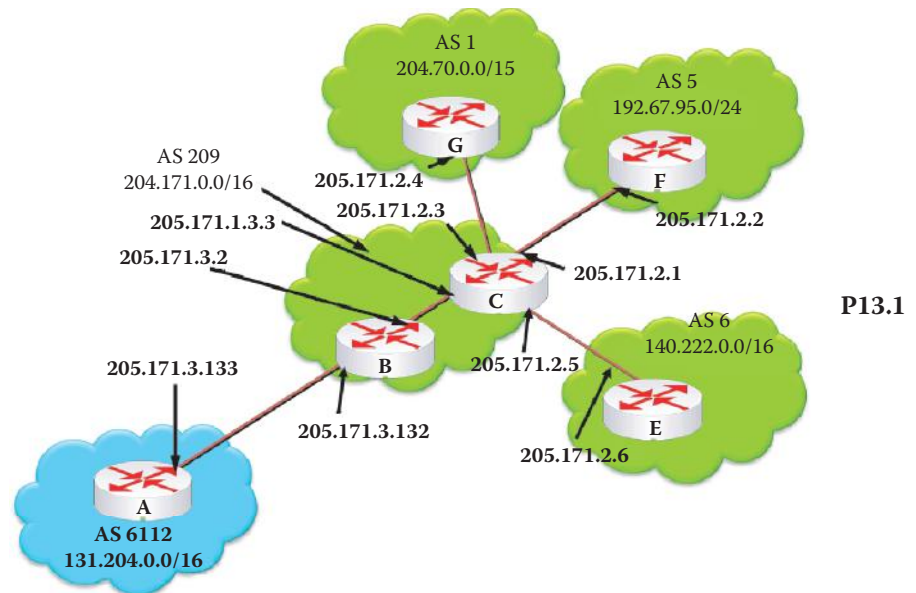 AS 1
204.70.0.0/15
G
AS 5
192.67.95.0/24
F
AS 209
204.171.0.0/16
205.171.2.4
205.171.2.3
205.171.2.2
205.171.1.3.3
205.171.3.2
205.171.2.1
C
P13.1
AS 6
140.222.0.0/16
B
205.171.2.5
205.171.3.133
E
205.171.3.132
205.171.2.6
A
AS 6112
131.204.0.0/16